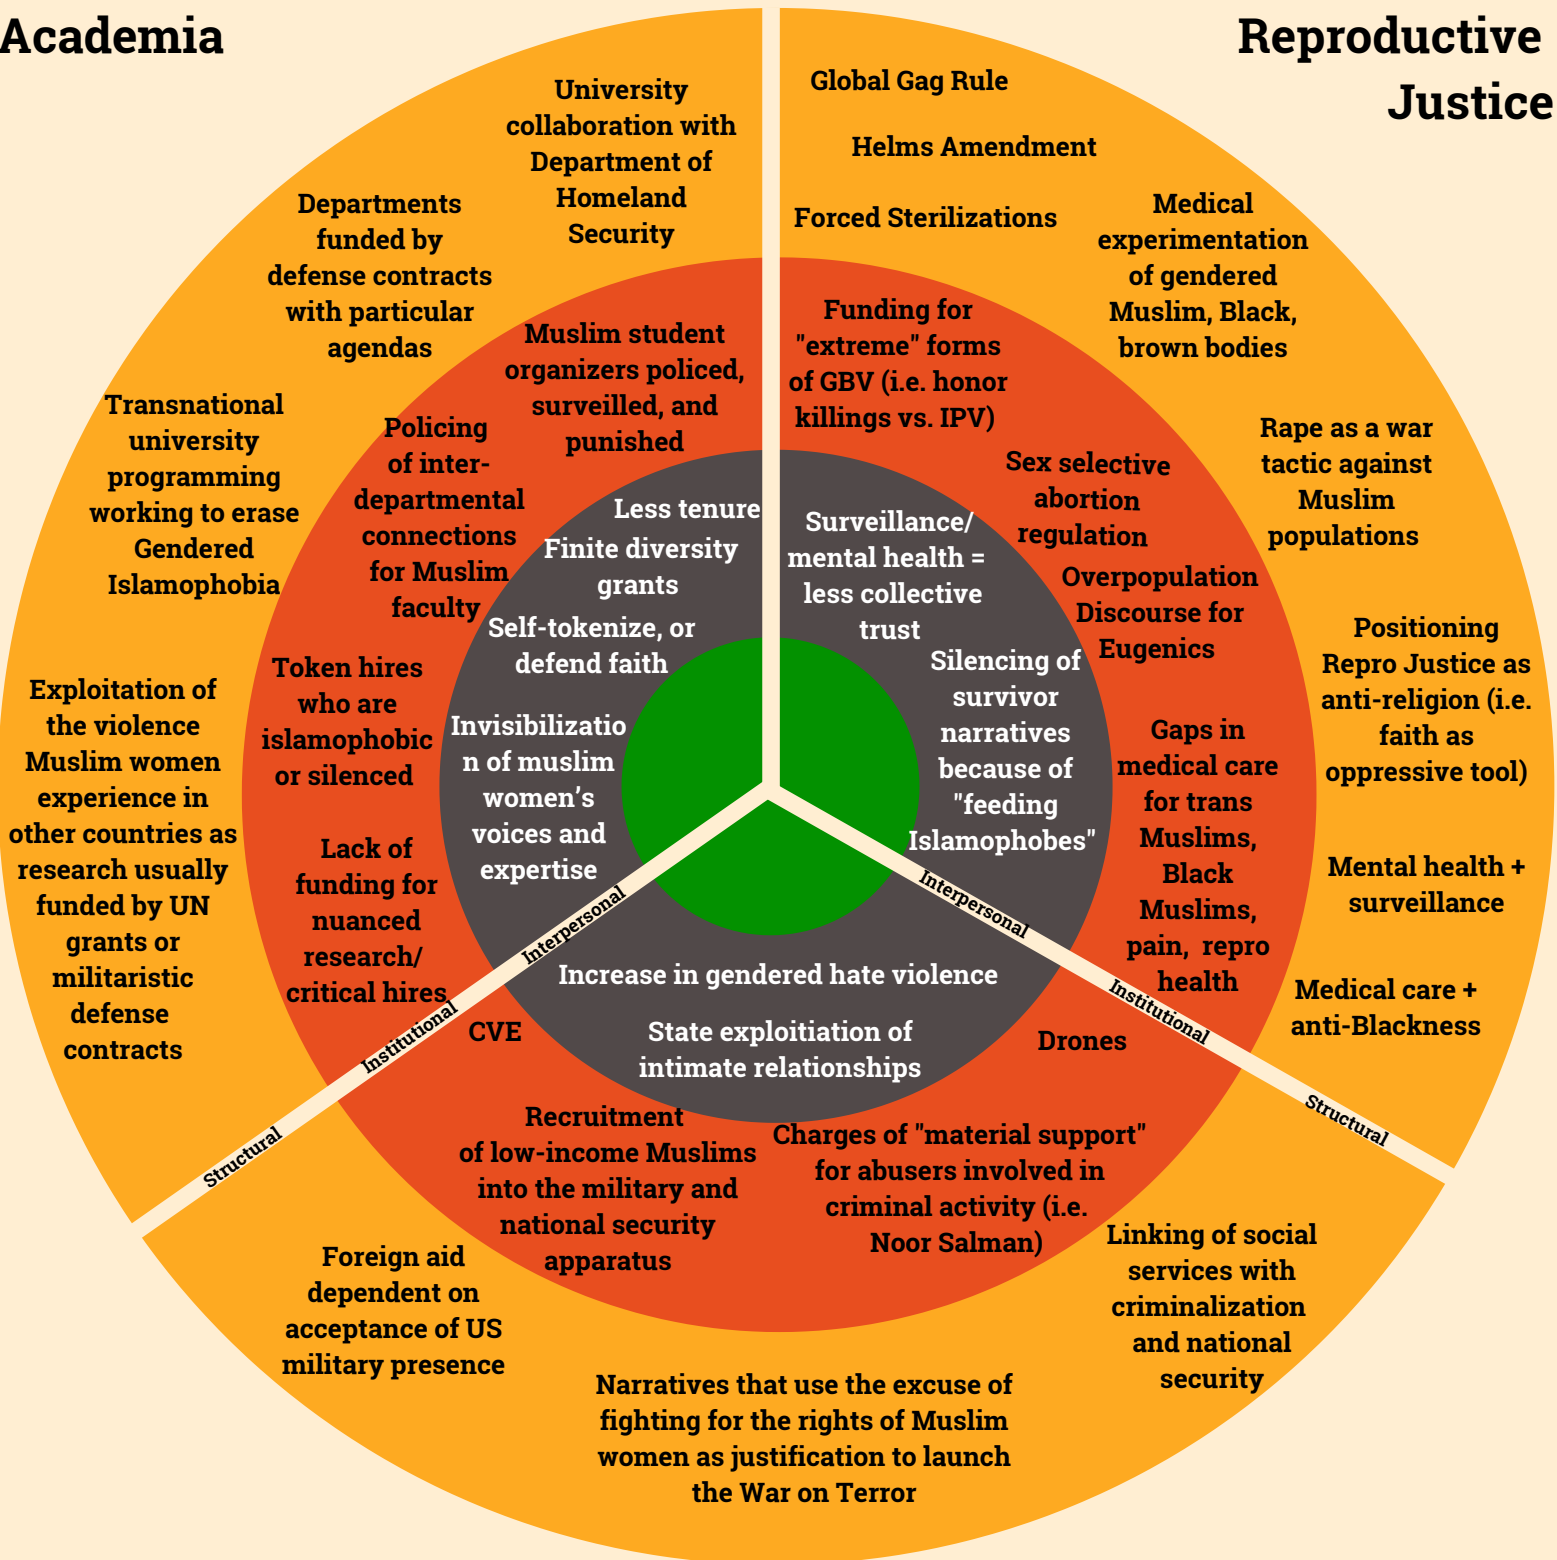 Academia
Reproductive
Justice
University
collaboration with
Department of
Homeland
Security
Departments
funded by
defense contracts
with particular
agendas
Transnational
university
programming
working to erase
Gendered
Islamophobia
Exploitation of
the violence
Muslim women
experience in
other countries as
research usually
funded by UN
grants or
militaristic
defense
contracts
Muslim student
organizers policed,
surveilled, and
punished
Policing
of inter-
departmental
connections
for Muslim
faculty
Token hires
who are
islamophobic
or silenced
Lack of
funding for
nuanced
research/
critical hires
Less tenure
Finite diversity
grants
Self-tokenize, or
defend faith
Invisibilizatio
n of muslim
women’s
voices and
expertise
Global Gag Rule
Helms Amendment
Forced Sterilizations
Medical
experimentation
of gendered
Muslim, Black,
brown bodies
Rape as a war
tactic against
Muslim
populations
Positioning
Repro Justice as
anti-religion (i.e.
faith as
oppressive tool)
Mental health +
surveillance
Medical care +
anti-Blackness
Funding for
"extreme" forms
of GBV (i.e. honor
killings vs. IPV)
Sex selective
abortion
regulation
Overpopulation
Discourse for
Eugenics
Gaps in
medical care
for trans
Muslims,
Black
Muslims,
pain, repro
health
Surveillance/
mental health =
less collective
trust
Silencing of
survivor
narratives
because of
"feeding
Islamophobes"
Interpersonal
Institutional
Structural
Interpersonal
Institutional
Structural
Increase in gendered hate violence
State exploitiation of
intimate relationships
CVE
Drones
Recruitment
of low-income Muslims
into the military and
national security
apparatus
Charges of "material support"
for abusers involved in
criminal activity (i.e.
Noor Salman)
Foreign aid
dependent on
acceptance of US
military presence
Linking of social
services with
criminalization
and national
security
Narratives that use the excuse of
fighting for the rights of Muslim
women as justification to launch
the War on Terror